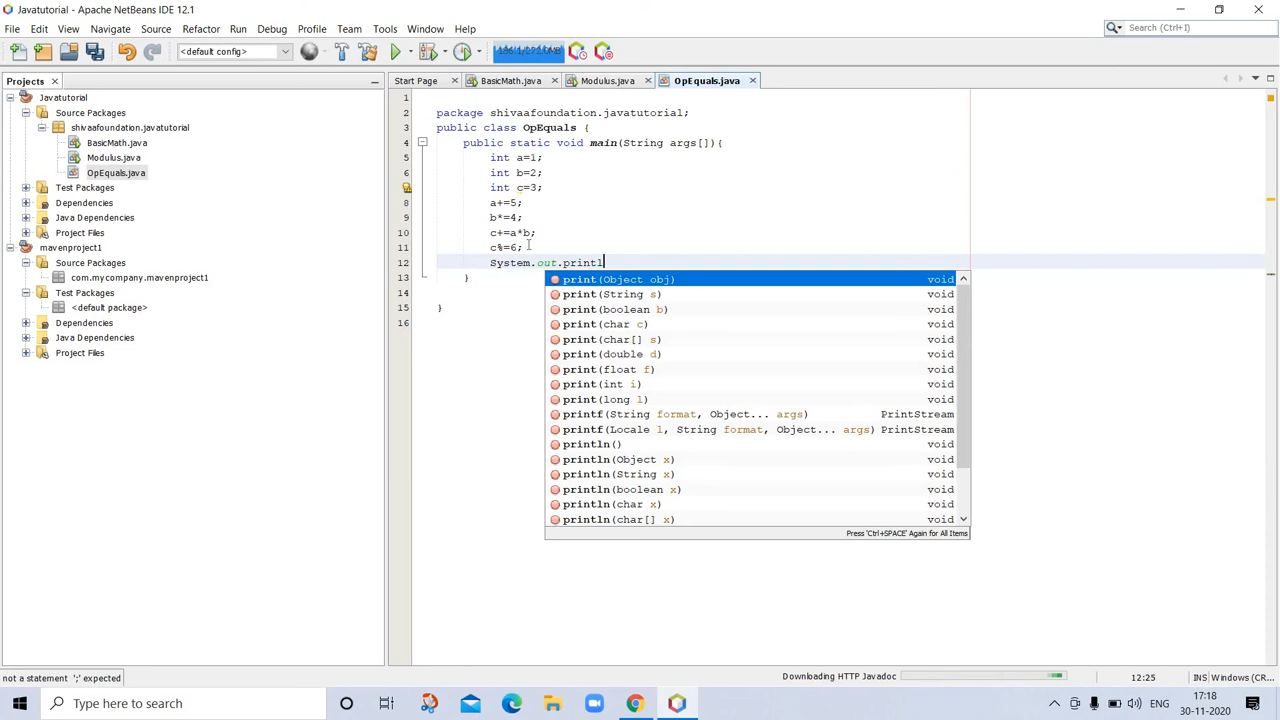 Javatutorial - Apache NetBeans IDE 12.1
File Edit View Navigate Source Refactor Run Debug Profile Team Tools Window Help
Search (Ctrl+I)
<default config>
Projects
Start Page
BasicMath.java
Modulus.java
OpEquals.java
Javatutorial
Source Packages
shivaafoundation.javatutorial
BasicMath.java
Modulus.java
OpEquals.java
Test Packages
Dependencies
Java Dependencies
Project Files
mavenproject1
Source Packages
com.mycompany.mavenproject1
Test Packages
<default package>
Dependencies
Java Dependencies
Project Files
1
2 package shivaafoundation.javatutorial;
3 public class OpEquals {
4 public static void main(String args[]){
5 int a=1;
6 int b=2;
int c=3;
8 a+=5;
9 b*=4;
10 c+=a*b;
11 c%=6;
12 System.out.printl
13 }
14
15 }
16
print(Object obj) void
print(String s) void
print(boolean b) void
print(char c) void
print(char[] s) void
print(double d) void
print(float f) void
print(int i) void
print(long l) void
printf(String format, Object... args) PrintStream
printf(Locale l, String format, Object... args) PrintStream
println() void
println(Object x) void
println(String x) void
println(boolean x) void
println(char x) void
println(char[] x) void
Press 'Ctrl+SPACE' Again for All Items
not a statement ';' expected
Downloading HTTP Javadoc
12:25
INS
Windows (CR...
Type here to search
ENG
17:18
30-11-2020